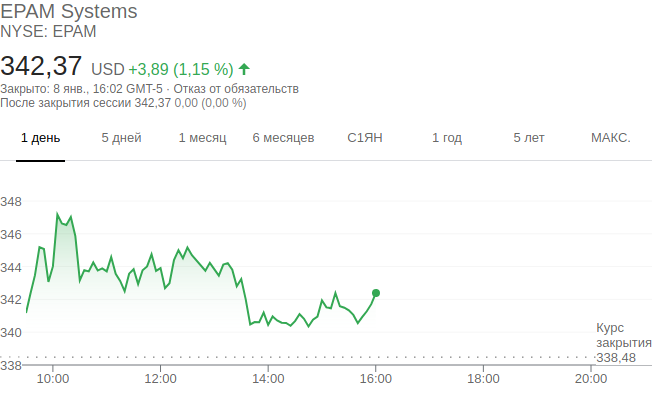 EPAM Systems
NYSE: EPAM
342,37 USD +3,89 (1,15 %)
Закрыто: 8 янв., 16:02 GMT-5 · Отказ от обязательств
После закрытия сессии 342,37 0,00 (0,00 %)
1 день 5 дней 1 месяц 6 месяцев С1ЯН 1 год 5 лет МАКС.
348
346
344
342
340
338
Курс
закрытия
338,48
10:00 12:00 14:00 16:00 18:00 20:00